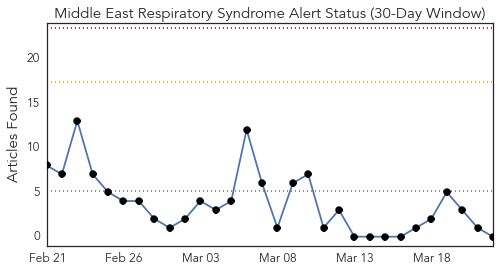 Middle East Respiratory Syndrome Alert Status (30-Day Window)
Articles Found
20
15
10
5
0
Feb 21
Feb 26
Mar 03
Mar 08
Mar 13
Mar 18